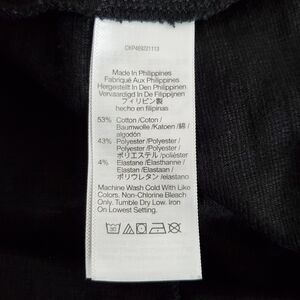 Made In Philippines
Fabriqué Aux Philippines
Hergestellt In Den Philippinen
Vervaardigd In De Filippijnen
フィリピン製
hecho en filipinas
53% Cotton /Coton /
Baumwolle /Katoen /綿 /
algodón
43% Polyester /Polyester /
Polyester /Polyester /
ポリエステル /poliéster
4% Elastane /Élasthanne /
Elastan /Elastaan /
ポリウレタン /elastano
Machine Wash Cold With Like
Colors. Non-Chlorine Bleach
Only. Tumble Dry Low. Iron
On Lowest Setting.